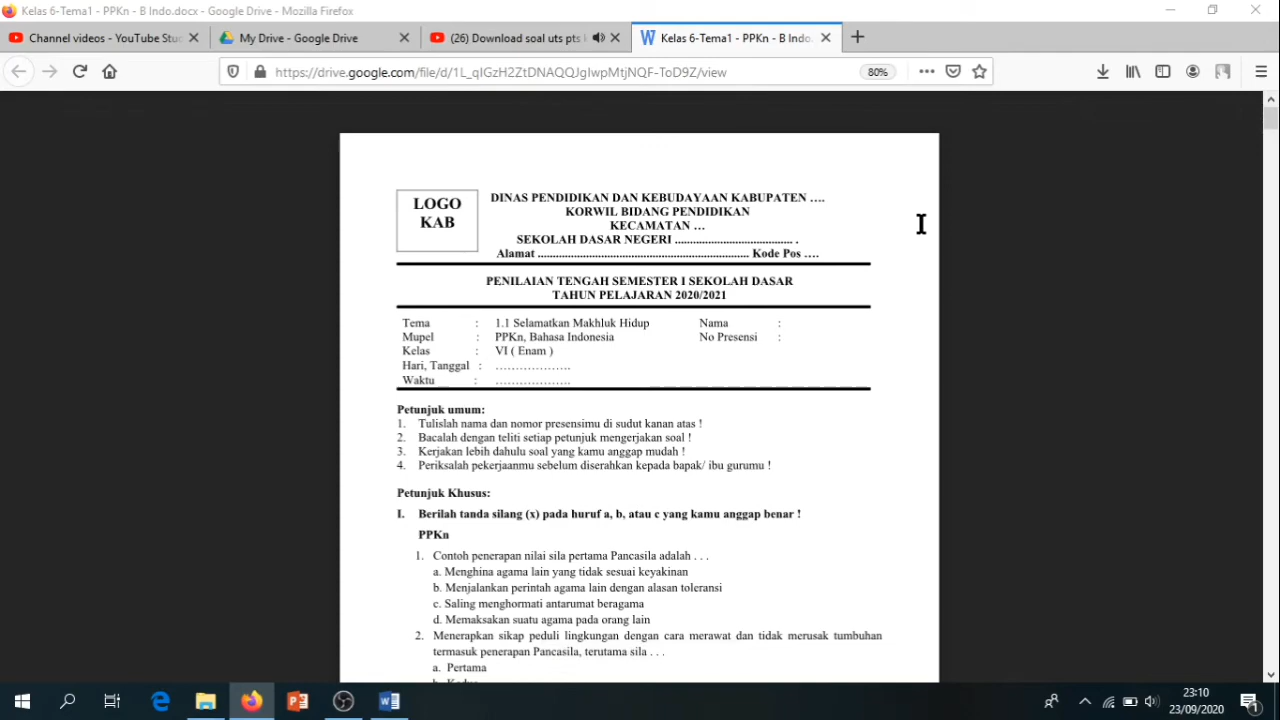 Kelas 6-Tema1 - PPKn - B Indo.docx - Google Drive - Mozilla Firefox
Channel videos - YouTube Stu
My Drive - Google Drive
(26) Download soal uts pts
Kelas 6-Tema1 - PPKn - B Indo.
https://drive.google.com/file/d/1L_qIGzH2ZtDNAQQJgIwpMtjNQF-ToD9Z/view
80%
LOGO
KAB
DINAS PENDIDIKAN DAN KEBUDAYAAN KABUPATEN ....
KORWIL BIDANG PENDIDIKAN
KECAMATAN ...
SEKOLAH DASAR NEGERI ....................................... .
Alamat ...................................................................... Kode Pos ....
PENILAIAN TENGAH SEMESTER I SEKOLAH DASAR
TAHUN PELAJARAN 2020/2021
Tema : 1.1 Selamatkan Makhluk Hidup Nama :
Mupel : PPKn, Bahasa Indonesia No Presensi :
Kelas : VI ( Enam )
Hari, Tanggal : ...................
Waktu : ...................
Petunjuk umum:
1. Tulislah nama dan nomor presensimu di sudut kanan atas !
2. Bacalah dengan teliti setiap petunjuk mengerjakan soal !
3. Kerjakan lebih dahulu soal yang kamu anggap mudah !
4. Periksalah pekerjaanmu sebelum diserahkan kepada bapak/ ibu gurumu !
Petunjuk Khusus:
I. Berilah tanda silang (x) pada huruf a, b, atau c yang kamu anggap benar !
PPKn
1. Contoh penerapan nilai sila pertama Pancasila adalah . . .
a. Menghina agama lain yang tidak sesuai keyakinan
b. Menjalankan perintah agama lain dengan alasan toleransi
c. Saling menghormati antarumat beragama
d. Memaksakan suatu agama pada orang lain
2. Menerapkan sikap peduli lingkungan dengan cara merawat dan tidak merusak tumbuhan
termasuk penerapan Pancasila, terutama sila . . .
a. Pertama
23:10
23/09/2020
1